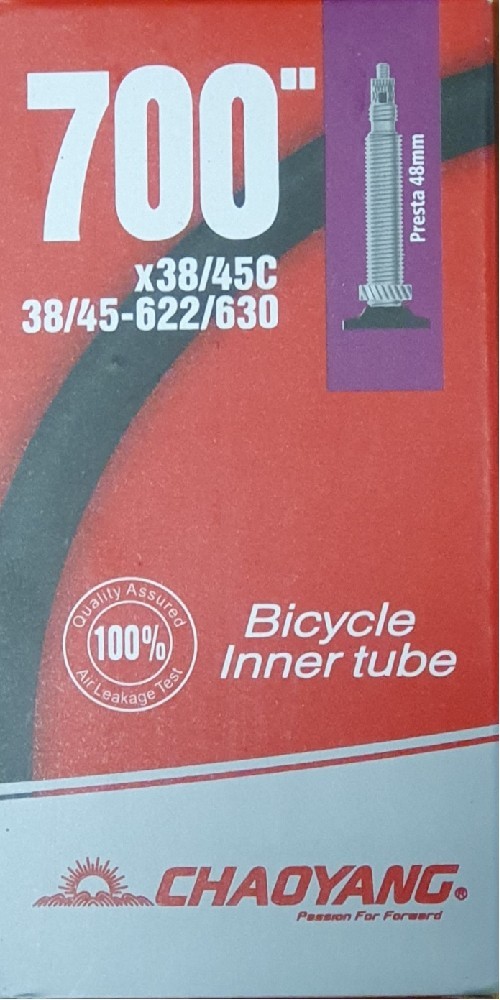 700"
x38/45C
38/45-622/630
Presta 48mm
Quality Assured
100%
Air Leakage Test
Bicycle
Inner tube
CHAOYANG®
Passion For Forward